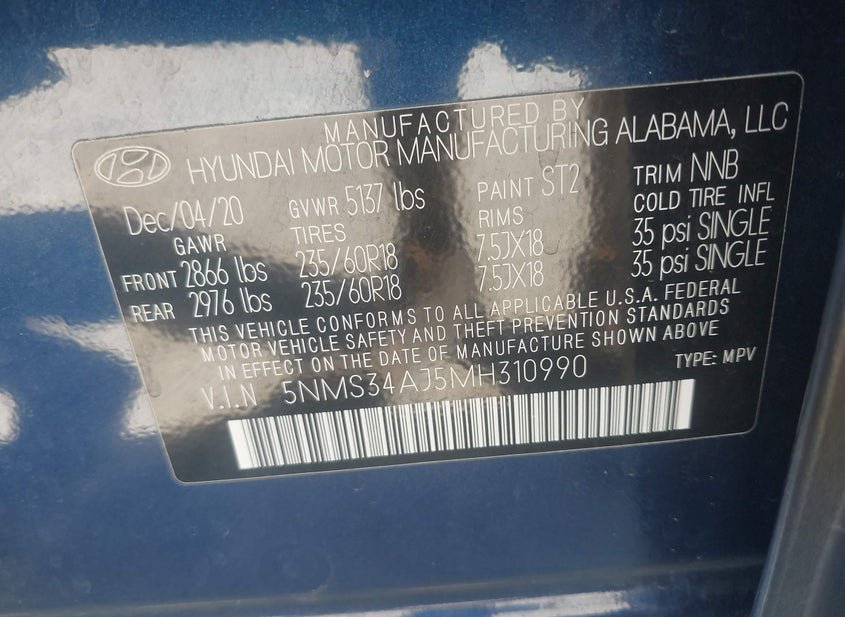 MANUFACTURED BY
HYUNDAI MOTOR MANUFACTURING ALABAMA, LLC
Dec/04/20 GVWR 5137 lbs PAINT ST2 TRIM NNB
GAWR TIRES RIMS COLD TIRE INFL
FRONT 2866 lbs 235/60R18 7.5JX18 35 psi SINGLE
REAR 2976 lbs 235/60R18 7.5JX18 35 psi SINGLE
THIS VEHICLE CONFORMS TO ALL APPLICABLE U.S.A. FEDERAL
MOTOR VEHICLE SAFETY AND THEFT PREVENTION STANDARDS
IN EFFECT ON THE DATE OF MANUFACTURE SHOWN ABOVE
V.I.N 5NMS34AJ5MH310990 TYPE: MPV